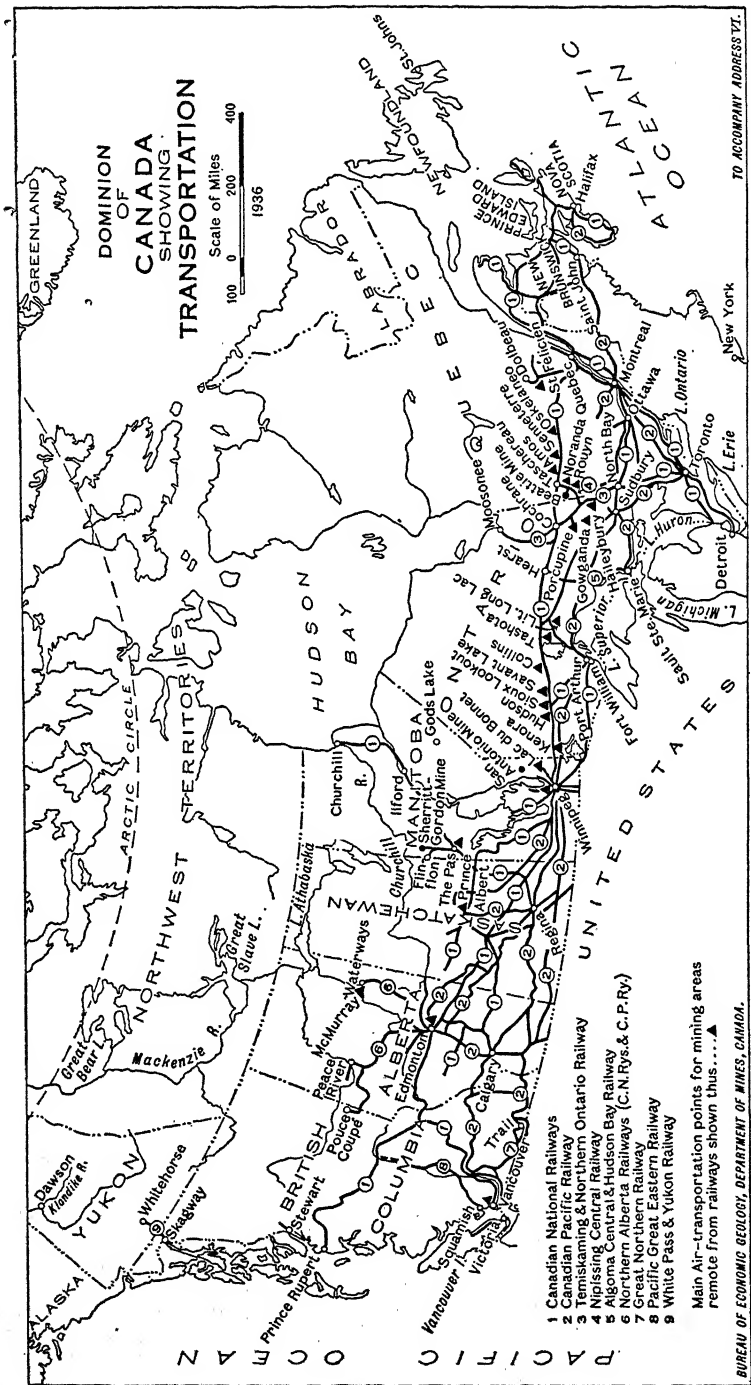 DOMINION
OF
CANADA
SHOWING
TRANSPORTATION
Scale of Miles
100 0 200 400
1936
GREENLAND
ALASKA
YUKON
Dawson
Klondike R.
Whitehorse
Skagway
9
ARCTIC CIRCLE
NORTHWEST TERRITORIES
Great
Bear L.
Mackenzie R.
Great
Slave L.
L. Athabaska
HUDSON
BAY
LABRADOR
NEWFOUNDLAND
St. Johns
PACIFIC OCEAN
ATLANTIC
OCEAN
BRITISH
COLUMBIA
Stewart
Prince Rupert
Pouce
Coupé
Peace
River
McMurray
Waterways
ALBERTA
Edmonton
Calgary
Trail
Vancouver
Squamish
Victoria
Vancouver I.
SASKATCHEWAN
Prince
Albert
Regina
MANITOBA
Churchill
Churchill
R.
Ilford
Sherritt-
Gordon Mine
Flin-
flon
The Pas
Gods Lake
San
Antonio Mine
Lac du Bonnet
Winnipeg
Kenora
Hudson
Sioux Lookout
Savant Lake
Collins
Tashota
Lit. Long Lac
ONTARIO
Port Arthur
Fort William
L. Superior
Hearst
Porcupine
Gowganda
Haileybury
Moosonee
Cochrane
Beattie Mine
Taschereau
Amos
Senneterre
Oskelaneo
Noranda
Rouyn
North Bay
Sudbury
Sault Ste. Marie
L. Michigan
L. Huron
Detroit
L. Erie
Toronto
L. Ontario
Ottawa
Montreal
QUEBEC
Quebec
St. Felicien
Dolbeau
NEW
BRUNSWICK
Saint John
PRINCE
EDWARD
ISLAND
NOVA
SCOTIA
Halifax
New York
UNITED STATES
1 Canadian National Railways
2 Canadian Pacific Railway
3 Temiskaming & Northern Ontario Railway
4 Nipissing Central Railway
5 Algoma Central & Hudson Bay Railway
6 Northern Alberta Railways (C.N.Rys.& C.P.Ry.)
7 Great Northern Railway
8 Pacific Great Eastern Railway
9 White Pass & Yukon Railway
Main Air-transportation points for mining areas
remote from railways shown thus....▲
BUREAU OF ECONOMIC GEOLOGY, DEPARTMENT OF MINES, CANADA.
TO ACCOMPANY ADDRESS VI.